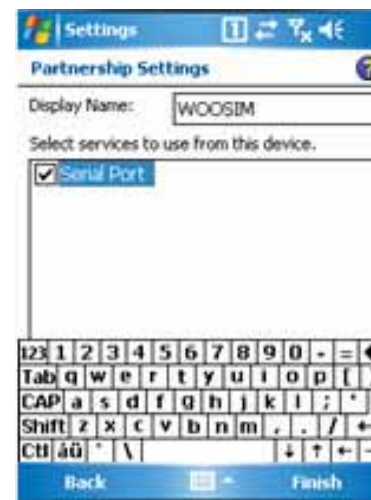 Settings
Partnership Settings
Display Name: WOOSIM
Select services to use from this device.
Serial Port
123 1 2 3 4 5 6 7 8 9 0 - =
Tab q w e r t y u i o p [ ]
CAP a s d f g h j k l ; '
Shift z x c v b n m , . /
Ctl áü ` \
Back Finish